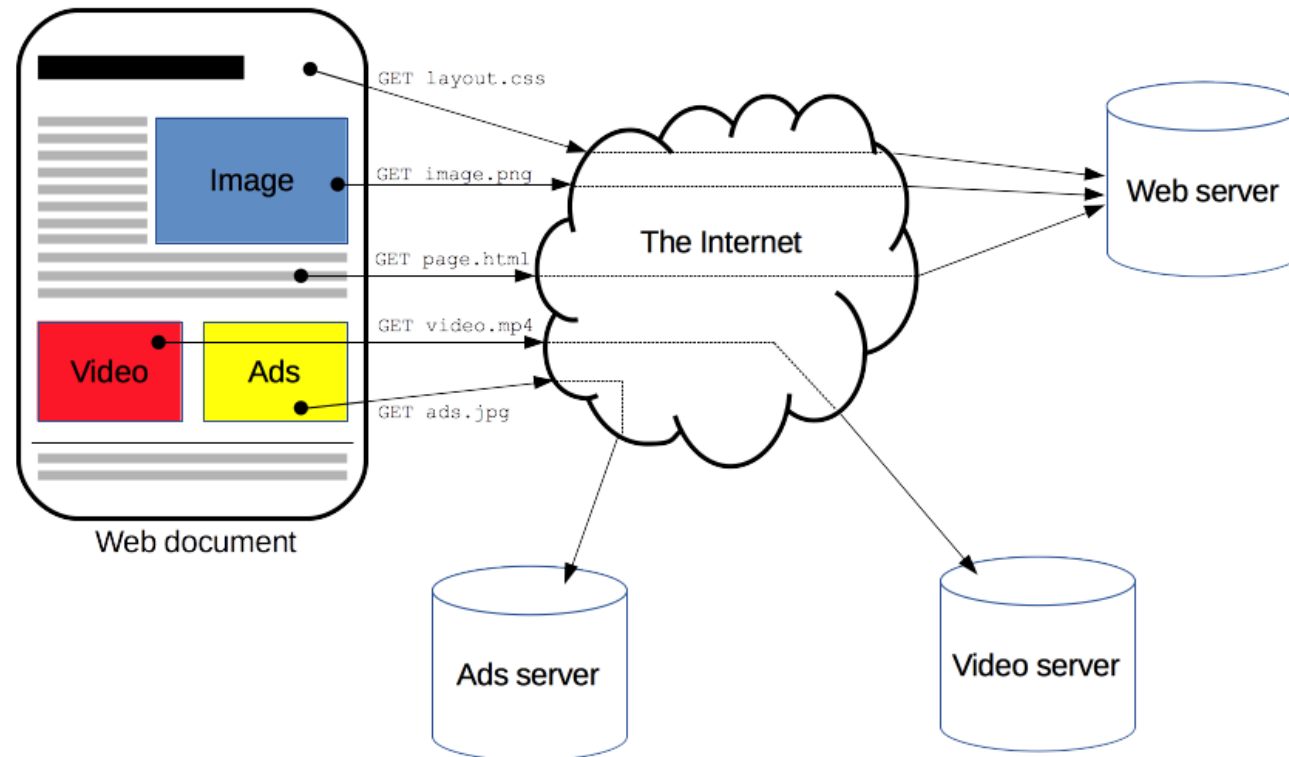 GET layout.css
Image
GET image.png
Web server
The Internet
GET page.html
GET video.mp4
Video
Ads
GET ads.jpg
Web document
Ads server
Video server